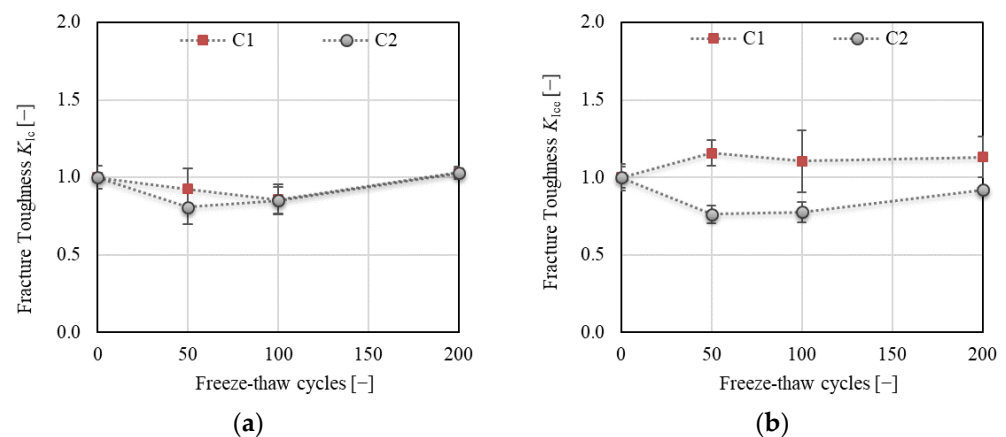 2.0
C1 C2
1.5
1.0
0.5
0.0
Fracture Toughness KIc [−]
0 50 100 150 200
Freeze-thaw cycles [−]
(a)
2.0
C1 C2
1.5
1.0
0.5
0.0
Fracture Toughness KIce [−]
0 50 100 150 200
Freeze-thaw cycles [−]
(b)